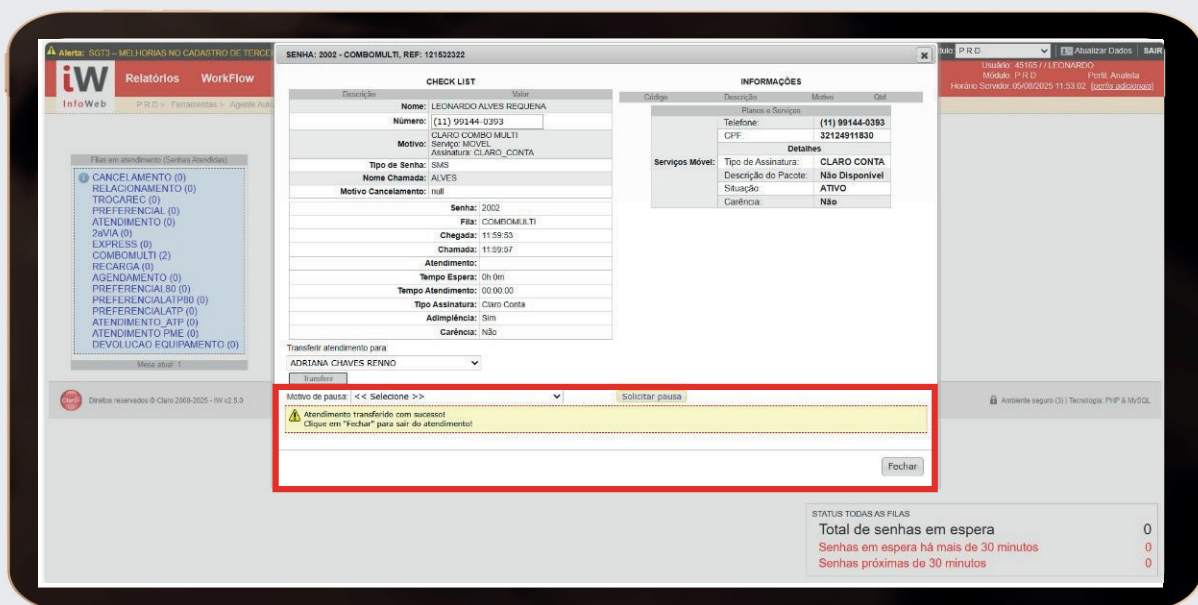 Alerta: SGT3 – MELHORIAS NO CADASTRO DE TERCE
PRD
Atualizar Dados
SAIR
iW
InfoWeb
Relatórios
WorkFlow
Usuário: 45165 / / LEONARDO
Módulo: P R D
Perfil: Analista
Horário Servidor: 05/08/2025 11:53:02 [perfis adicionais]
P R D > Ferramentas > Agente Aut
Filas em atendimento (Senhas Atendidas)
CANCELAMENTO (0)
RELACIONAMENTO (0)
TROCAREC (0)
PREFERENCIAL (0)
ATENDIMENTO (0)
2aVIA (0)
EXPRESS (0)
COMBOMULTI (2)
RECARGA (0)
AGENDAMENTO (0)
PREFERENCIAL80 (0)
PREFERENCIALATP80 (0)
PREFERENCIALATP (0)
ATENDIMENTO_ATP (0)
ATENDIMENTO PME (0)
DEVOLUCAO EQUIPAMENTO (0)
Mesa atual: 1
Claro
Direitos reservados © Claro 2000-2025 - IW v2.5.0
Ambiente seguro (3) | Tecnologia: PHP & MySQL
SENHA: 2002 - COMBOMULTI, REF: 121532322
x
CHECK LIST
Descrição Valor
Nome: LEONARDO ALVES REQUENA
Número: (11) 99144-0393
Motivo: CLARO COMBO MULTI
Serviço: MOVEL
Assinatura: CLARO_CONTA
Tipo de Senha: SMS
Nome Chamada: ALVES
Motivo Cancelamento: null
Senha: 2002
Fila: COMBOMULTI
Chegada: 11:59:53
Chamada: 11:59:57
Atendimento:
Tempo Espera: 0h 0m
Tempo Atendimento: 00:00:00
Tipo Assinatura: Claro Conta
Adimplência: Sim
Carência: Não
INFORMAÇÕES
Código Descrição Motivo Qtd.
Planos e Serviços
Serviços Móvel:
Telefone: (11) 99144-0393
CPF: 32124911830
Detalhes
Tipo de Assinatura: CLARO CONTA
Descrição do Pacote: Não Disponível
Situação: ATIVO
Carência: Não
Transferir atendimento para:
ADRIANA CHAVES RENNO
Transferir
Motivo de pausa: << Selecione >>
Solicitar pausa
Atendimento transferido com sucesso!
Clique em "Fechar" para sair do atendimento!
Fechar
STATUS TODAS AS FILAS
Total de senhas em espera 0
Senhas em espera há mais de 30 minutos 0
Senhas próximas de 30 minutos 0